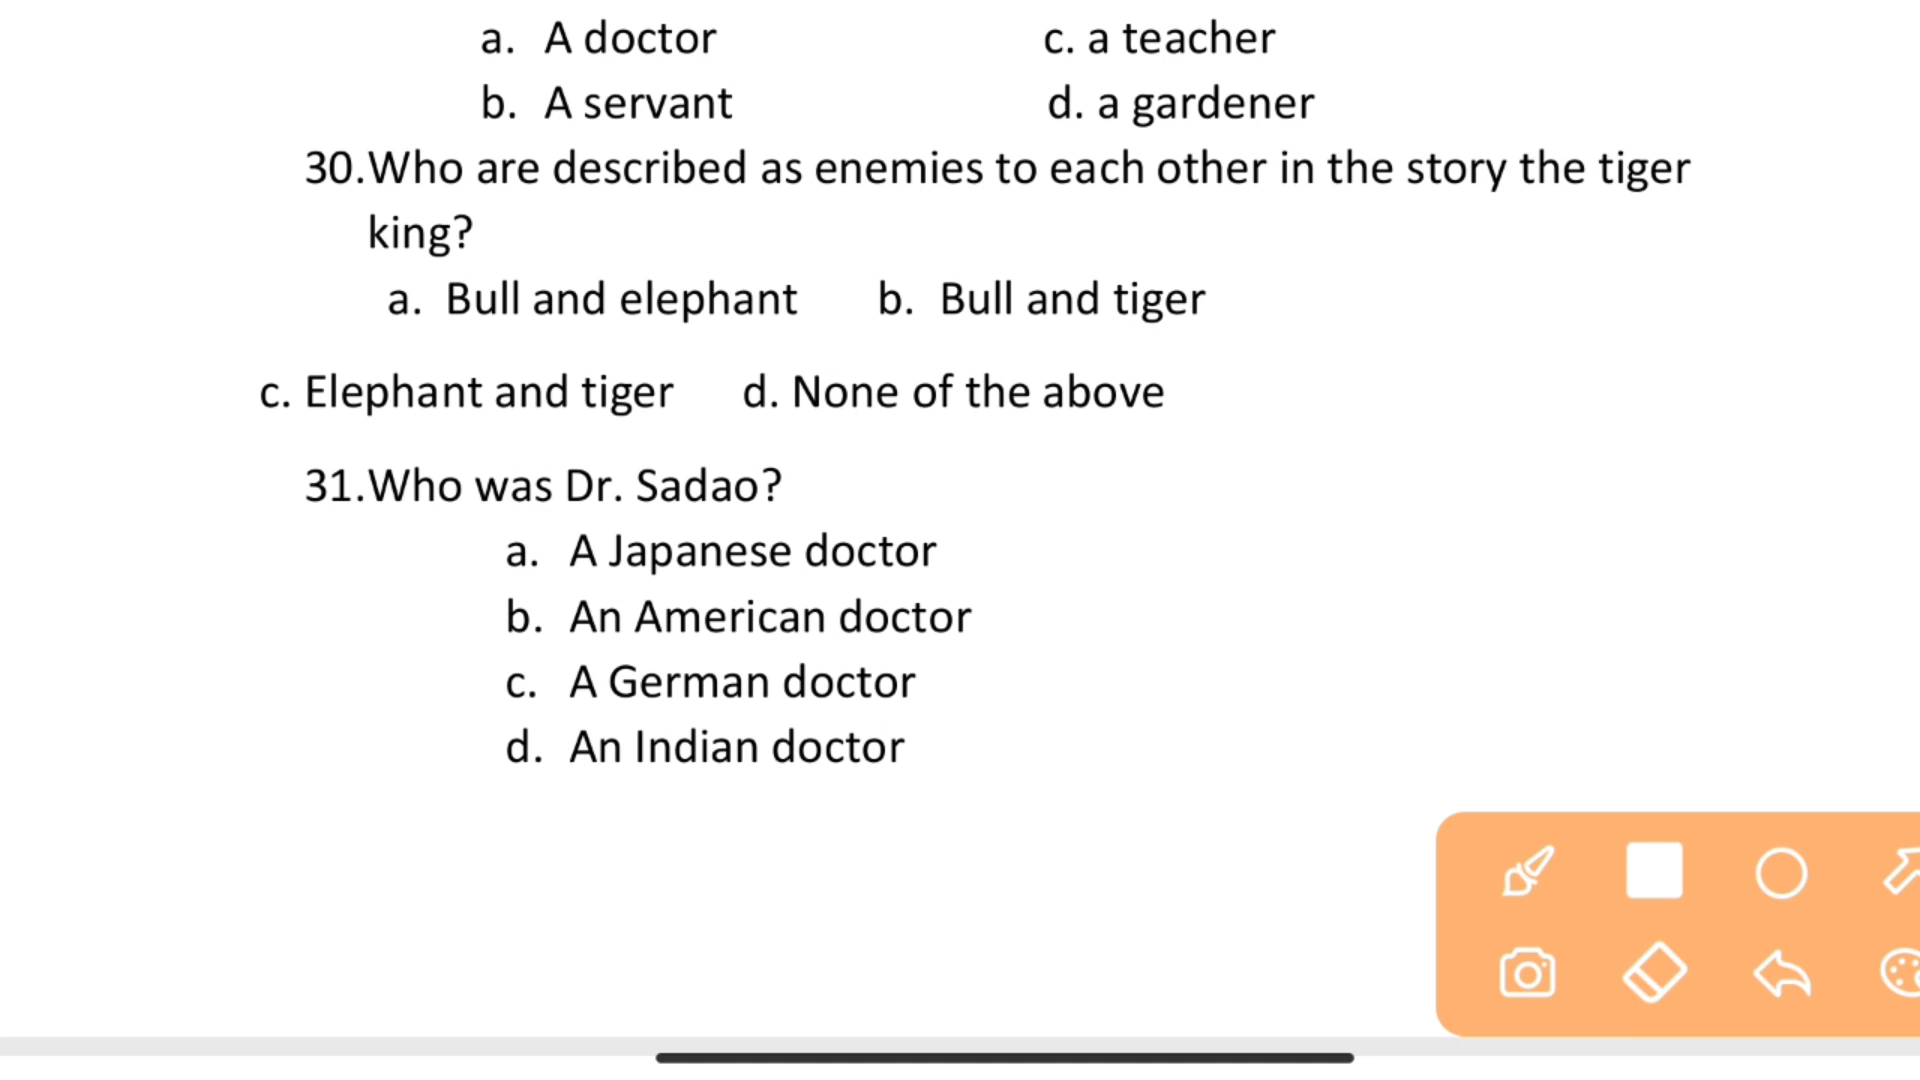 a. A doctor c. a teacher
b. A servant d. a gardener
30.Who are described as enemies to each other in the story the tiger
king?
a. Bull and elephant b. Bull and tiger
c. Elephant and tiger d. None of the above
31.Who was Dr. Sadao?
a. A Japanese doctor
b. An American doctor
c. A German doctor
d. An Indian doctor